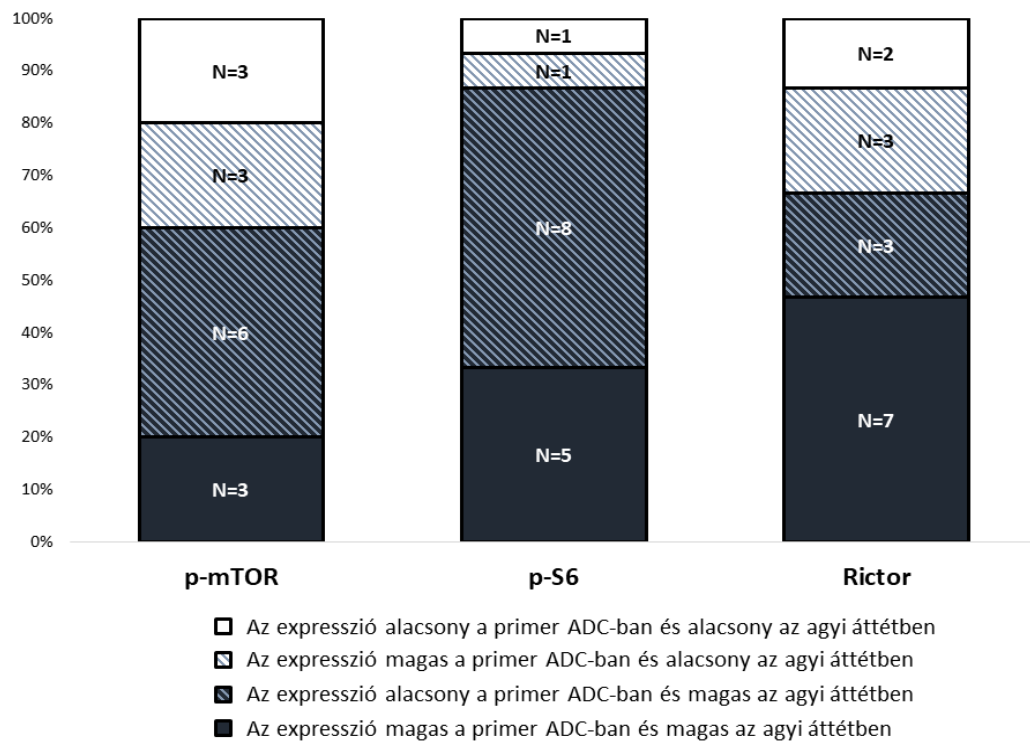 100%
90%
80%
70%
60%
50%
40%
30%
20%
10%
0%
N=3
N=3
N=6
N=3
N=1
N=1
N=8
N=5
N=2
N=3
N=3
N=7
p-mTOR
p-S6
Rictor
Az expresszió alacsony a primer ADC-ban és alacsony az agyi áttétben
Az expresszió magas a primer ADC-ban és alacsony az agyi áttétben
Az expresszió alacsony a primer ADC-ban és magas az agyi áttétben
Az expresszió magas a primer ADC-ban és magas az agyi áttétben